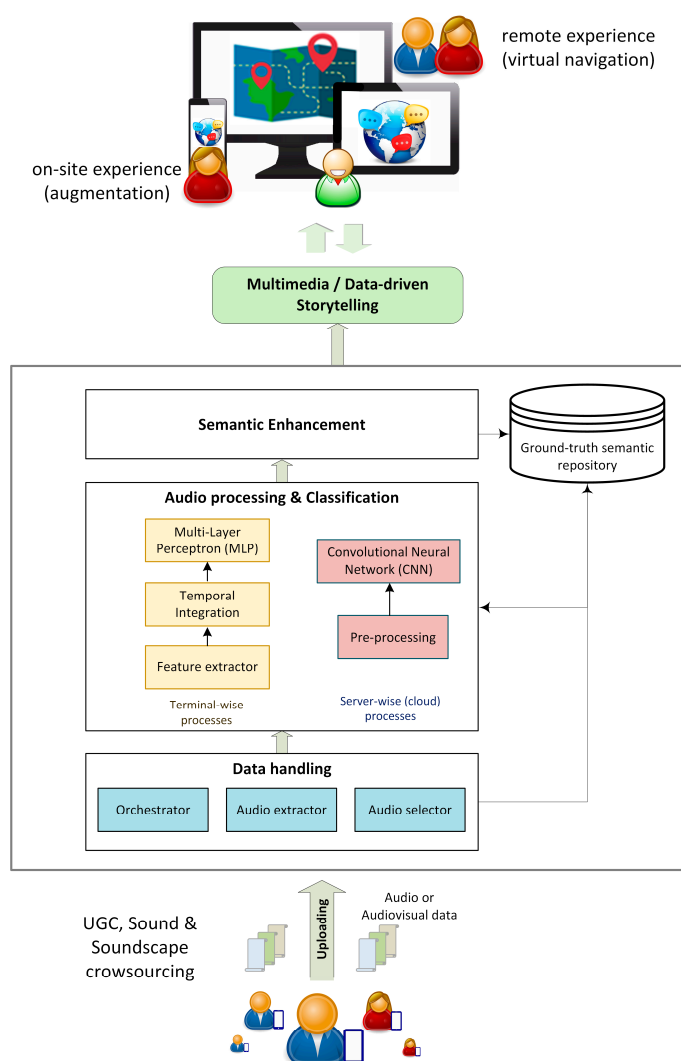 remote experience
(virtual navigation)
on-site experience
(augmentation)
Multimedia / Data-driven
Storytelling
Semantic Enhancement
Ground-truth semantic
repository
Audio processing & Classification
Multi-Layer
Perceptron (MLP)
Convolutional Neural
Network (CNN)
Temporal
Integration
Pre-processing
Feature extractor
Terminal-wise
processes
Server-wise (cloud)
processes
Data handling
Orchestrator
Audio extractor
Audio selector
Uploading
Audio or
Audiovisual data
UGC, Sound &
Soundscape
crowsourcing